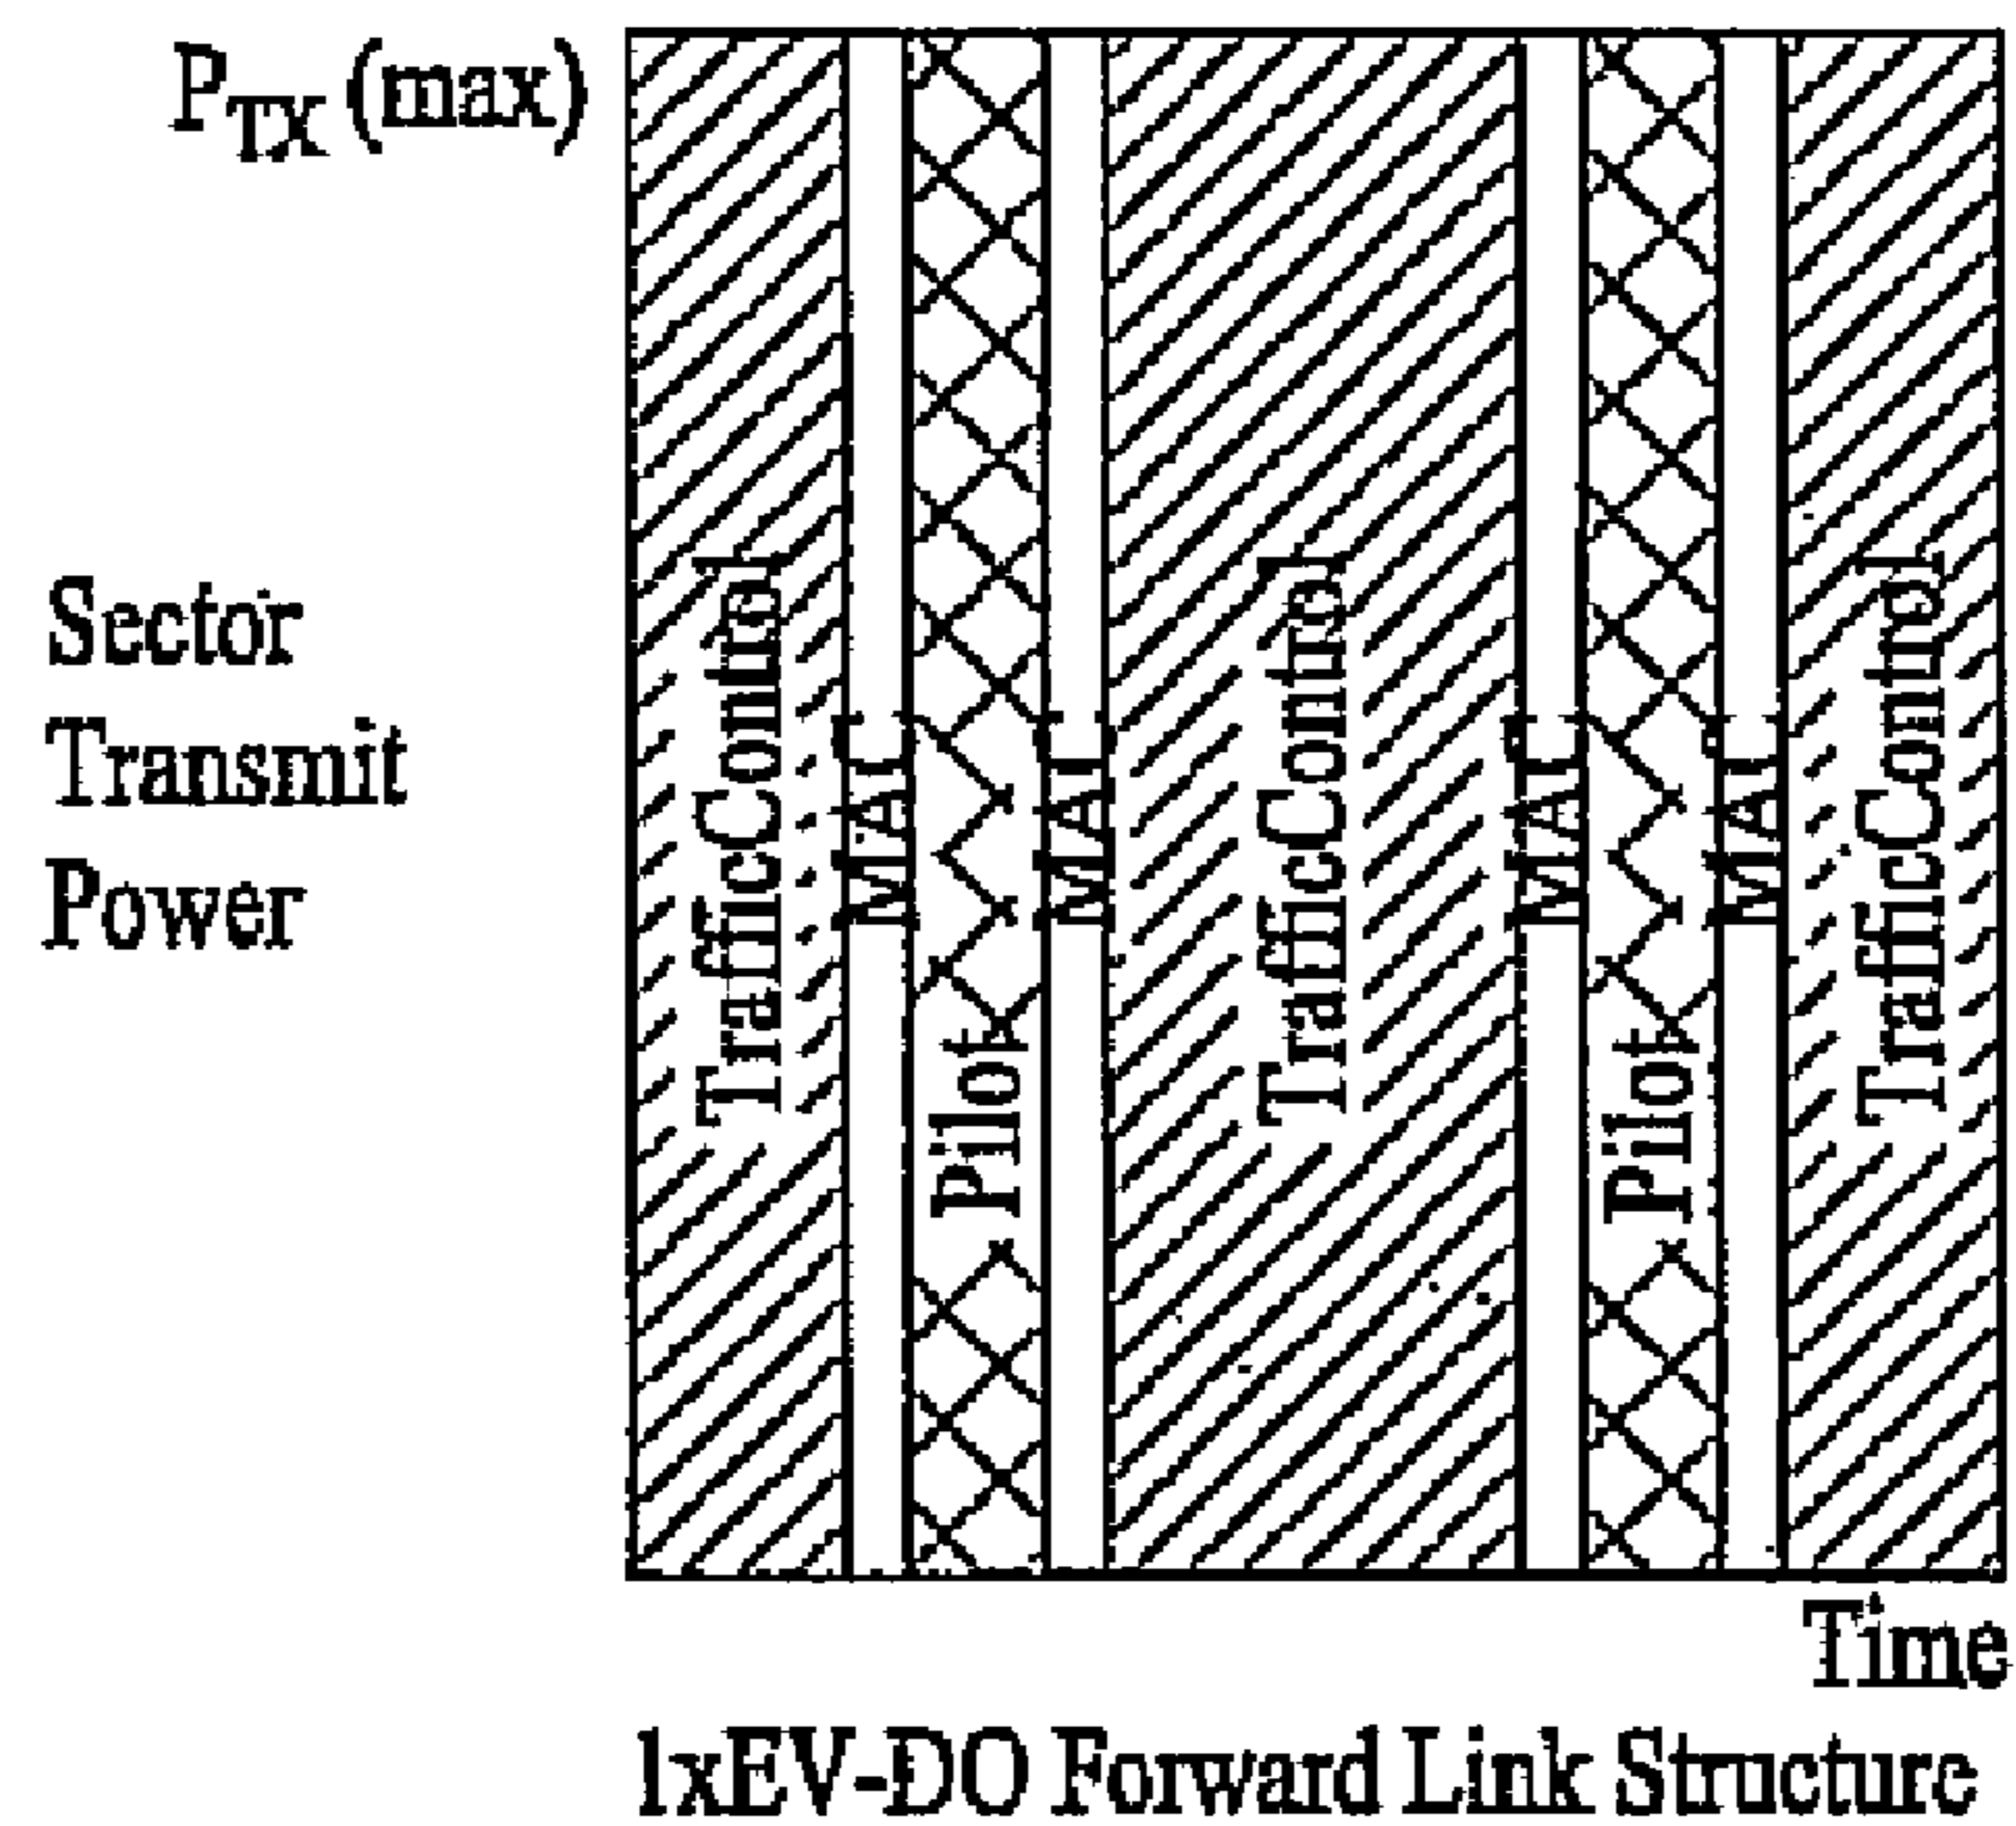 PTX (max)
Sector
Transmit
Power
TrafficControl
MAC
Pilot
MAC
TrafficControl
MAC
Pilot
MAC
TrafficControl
Time
1xEV-DO Forward Link Structure